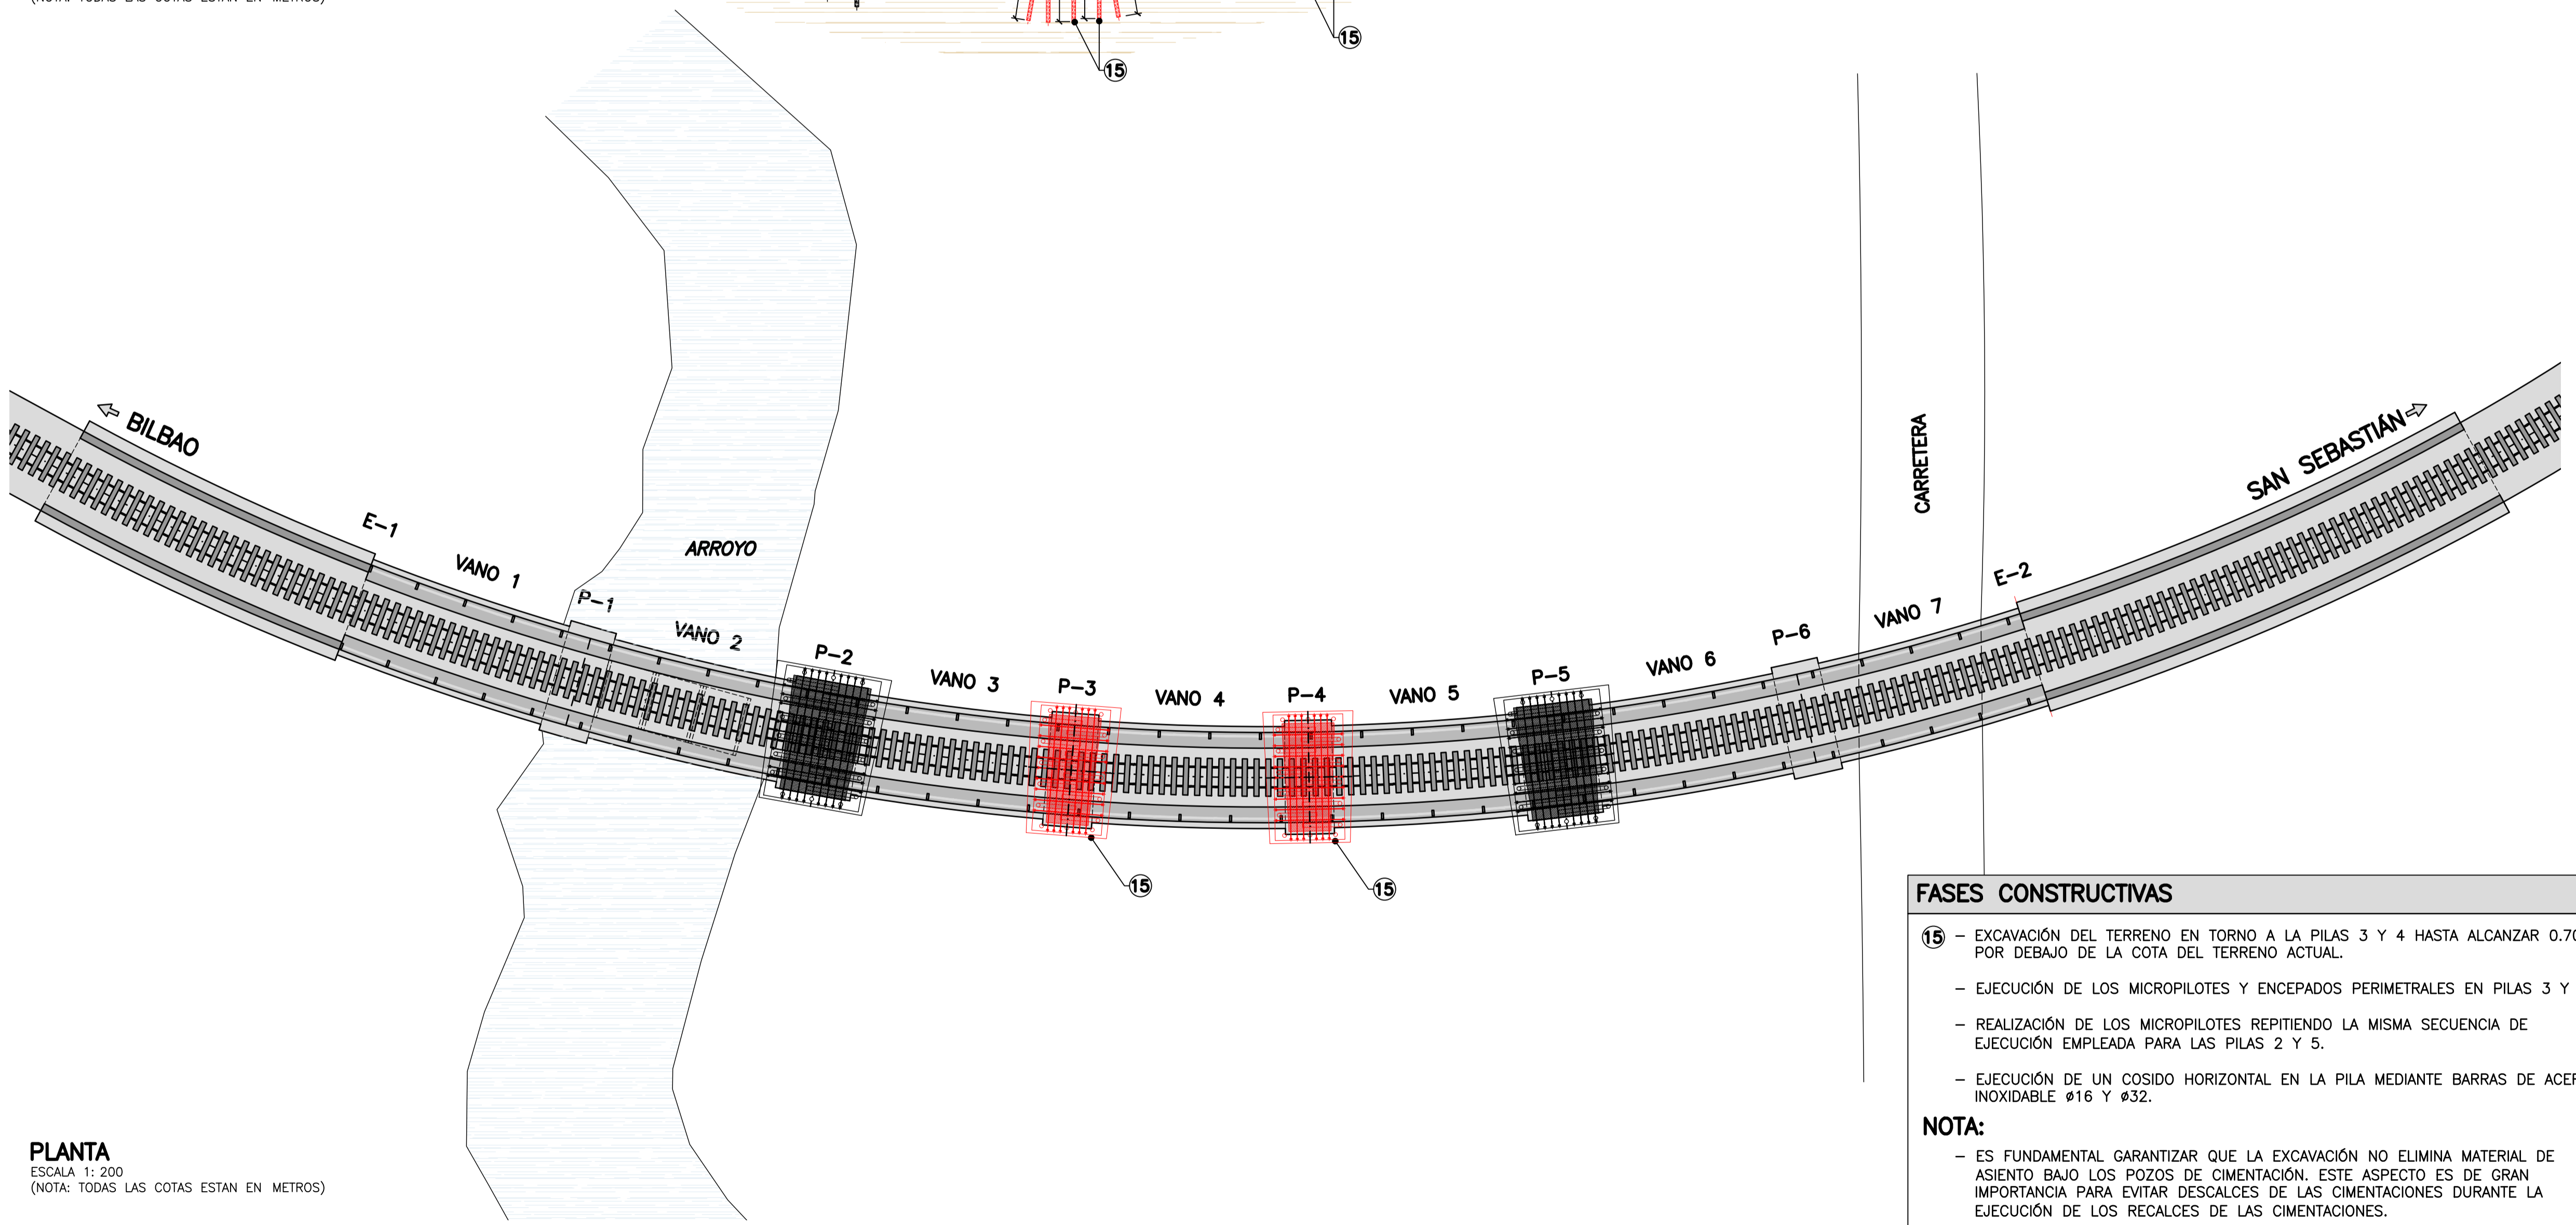 15
15
BILBAO
E-1
VANO 1
P-1
ARROYO
VANO 2
P-2
VANO 3
P-3
VANO 4
P-4
VANO 5
P-5
VANO 6
P-6
CARRETERA
VANO 7
E-2
SAN SEBASTIÁN
15
15
PLANTA
ESCALA 1: 200
(NOTA: TODAS LAS COTAS ESTAN EN METROS)
FASES CONSTRUCTIVAS
15 - EXCAVACIÓN DEL TERRENO EN TORNO A LA PILAS 3 Y 4 HASTA ALCANZAR 0.70
POR DEBAJO DE LA COTA DEL TERRENO ACTUAL.
- EJECUCIÓN DE LOS MICROPILOTES Y ENCEPADOS PERIMETRALES EN PILAS 3 Y
- REALIZACIÓN DE LOS MICROPILOTES REPITIENDO LA MISMA SECUENCIA DE
EJECUCIÓN EMPLEADA PARA LAS PILAS 2 Y 5.
- EJECUCIÓN DE UN COSIDO HORIZONTAL EN LA PILA MEDIANTE BARRAS DE
INOXIDABLE ø16 Y ø32.
NOTA:
- ES FUNDAMENTAL GARANTIZAR QUE LA EXCAVACIÓN NO ELIMINA MATERIAL DE
ASIENTO BAJO LOS POZOS DE CIMENTACIÓN. ESTE ASPECTO ES DE GRAN
IMPORTANCIA PARA EVITAR DESCALCES DE LAS CIMENTACIONES DURANTE LA
EJECUCIÓN DE LOS RECALCES DE LAS CIMENTACIONES.